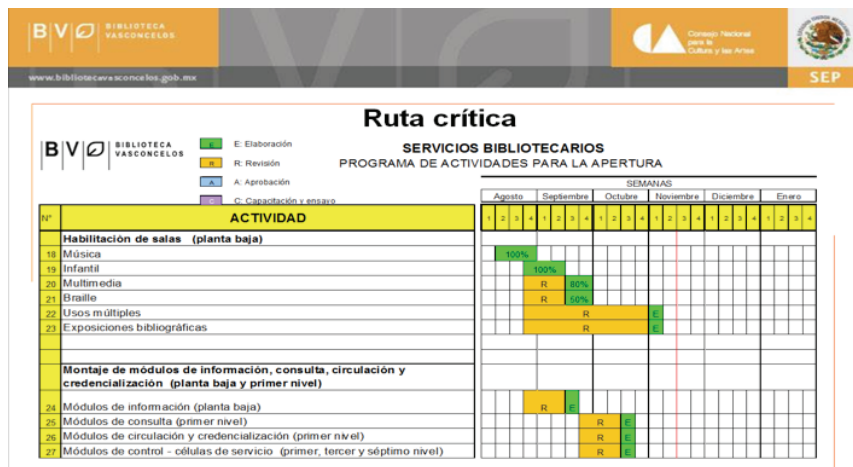 BVO BIBLIOTECA
VASCONCELOS
Consejo Nacional
para la
Cultura y las Artes
www.bibliotecavasconcelos.gob.mx
SEP
Ruta crítica
BVO BIBLIOTECA
VASCONCELOS
E E: Elaboración
R R: Revisión
A A: Aprobación
C C: Capacitación y ensayo
SERVICIOS BIBLIOTECARIOS
PROGRAMA DE ACTIVIDADES PARA LA APERTURA
SEMANAS
Agosto Septiembre Octubre Noviembre Diciembre Enero
N° ACTIVIDAD 1 2 3 4 1 2 3 4 1 2 3 4 1 2 3 4 1 2 3 4 1 2 3 4
Habilitación de salas (planta baja)
18 Música 100%
19 Infantil 100%
20 Multimedia R 80%
21 Braille R 50%
22 Usos múltiples R E
23 Exposiciones bibliográficas R E
Montaje de módulos de información, consulta, circulación y
credencialización (planta baja y primer nivel)
24 Módulos de información (planta baja) R E
25 Módulos de consulta (primer nivel) R E
26 Módulos de circulación y credencialización (primer nivel) R E
27 Módulos de control - células de servicio (primer, tercer y séptimo nivel) R E